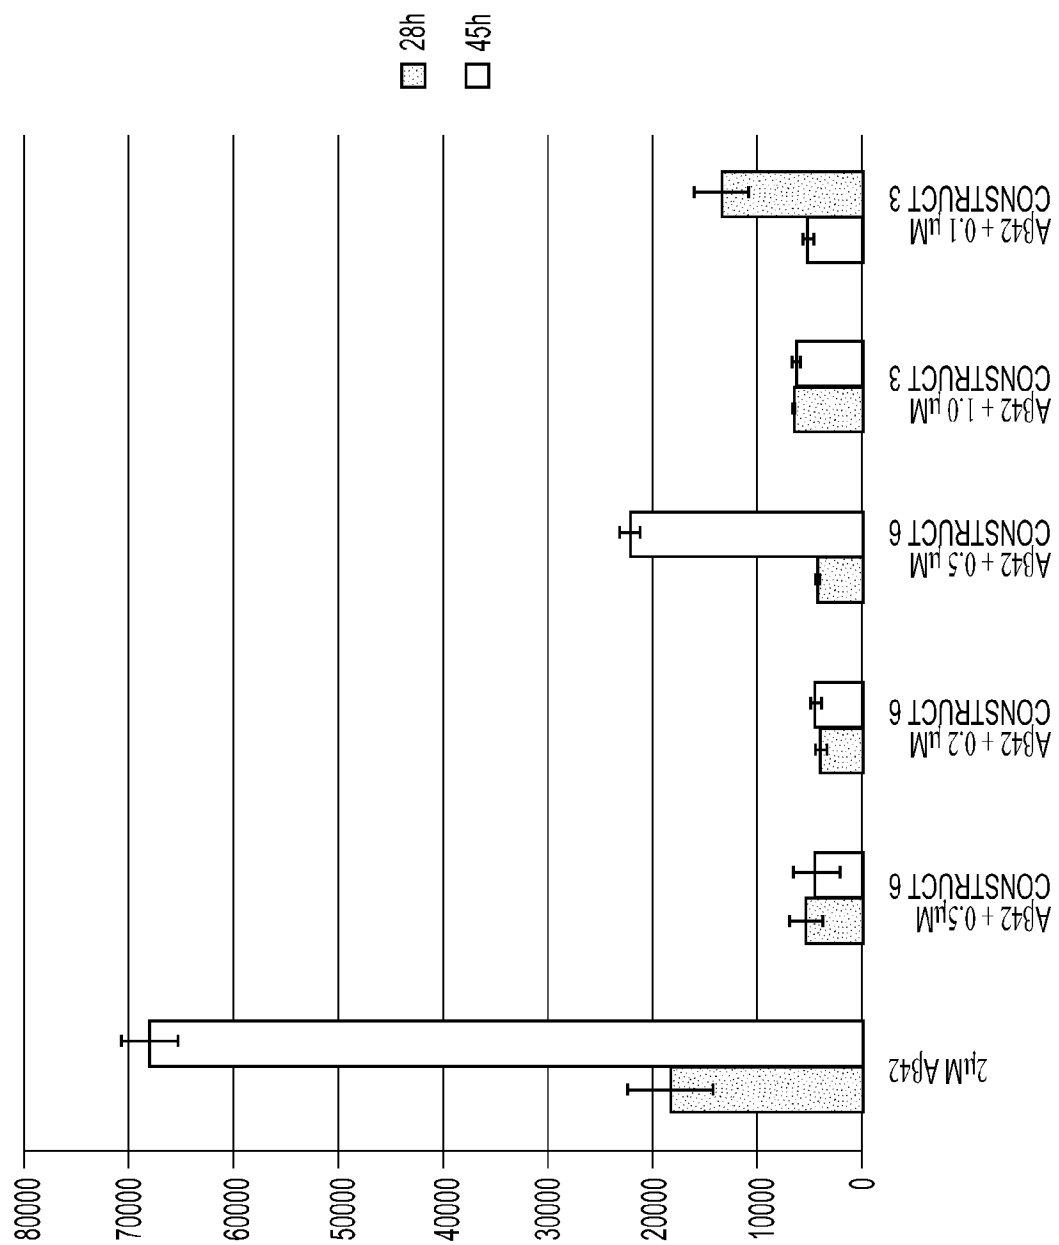 28h
45h
80000
70000
60000
50000
40000
30000
20000
10000
0
2µM Aβ42
Aβ42 + 0.5µM
CONSTRUCT 6
Aβ42 + 0.2 µM
CONSTRUCT 6
Aβ42 + 0.5 µM
CONSTRUCT 6
Aβ42 + 1.0 µM
CONSTRUCT 3
Aβ42 + 0.1 µM
CONSTRUCT 3